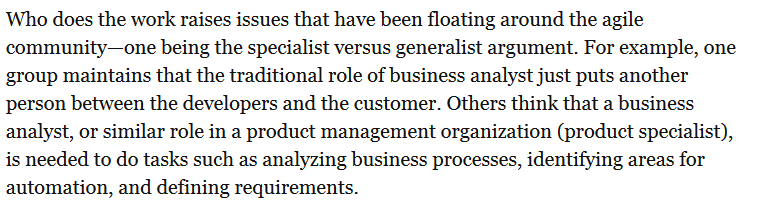 Who does the work raises issues that have been floating around the agile
community—one being the specialist versus generalist argument. For example, one
group maintains that the traditional role of business analyst just puts another
person between the developers and the customer. Others think that a business
analyst, or similar role in a product management organization (product specialist),
is needed to do tasks such as analyzing business processes, identifying areas for
automation, and defining requirements.